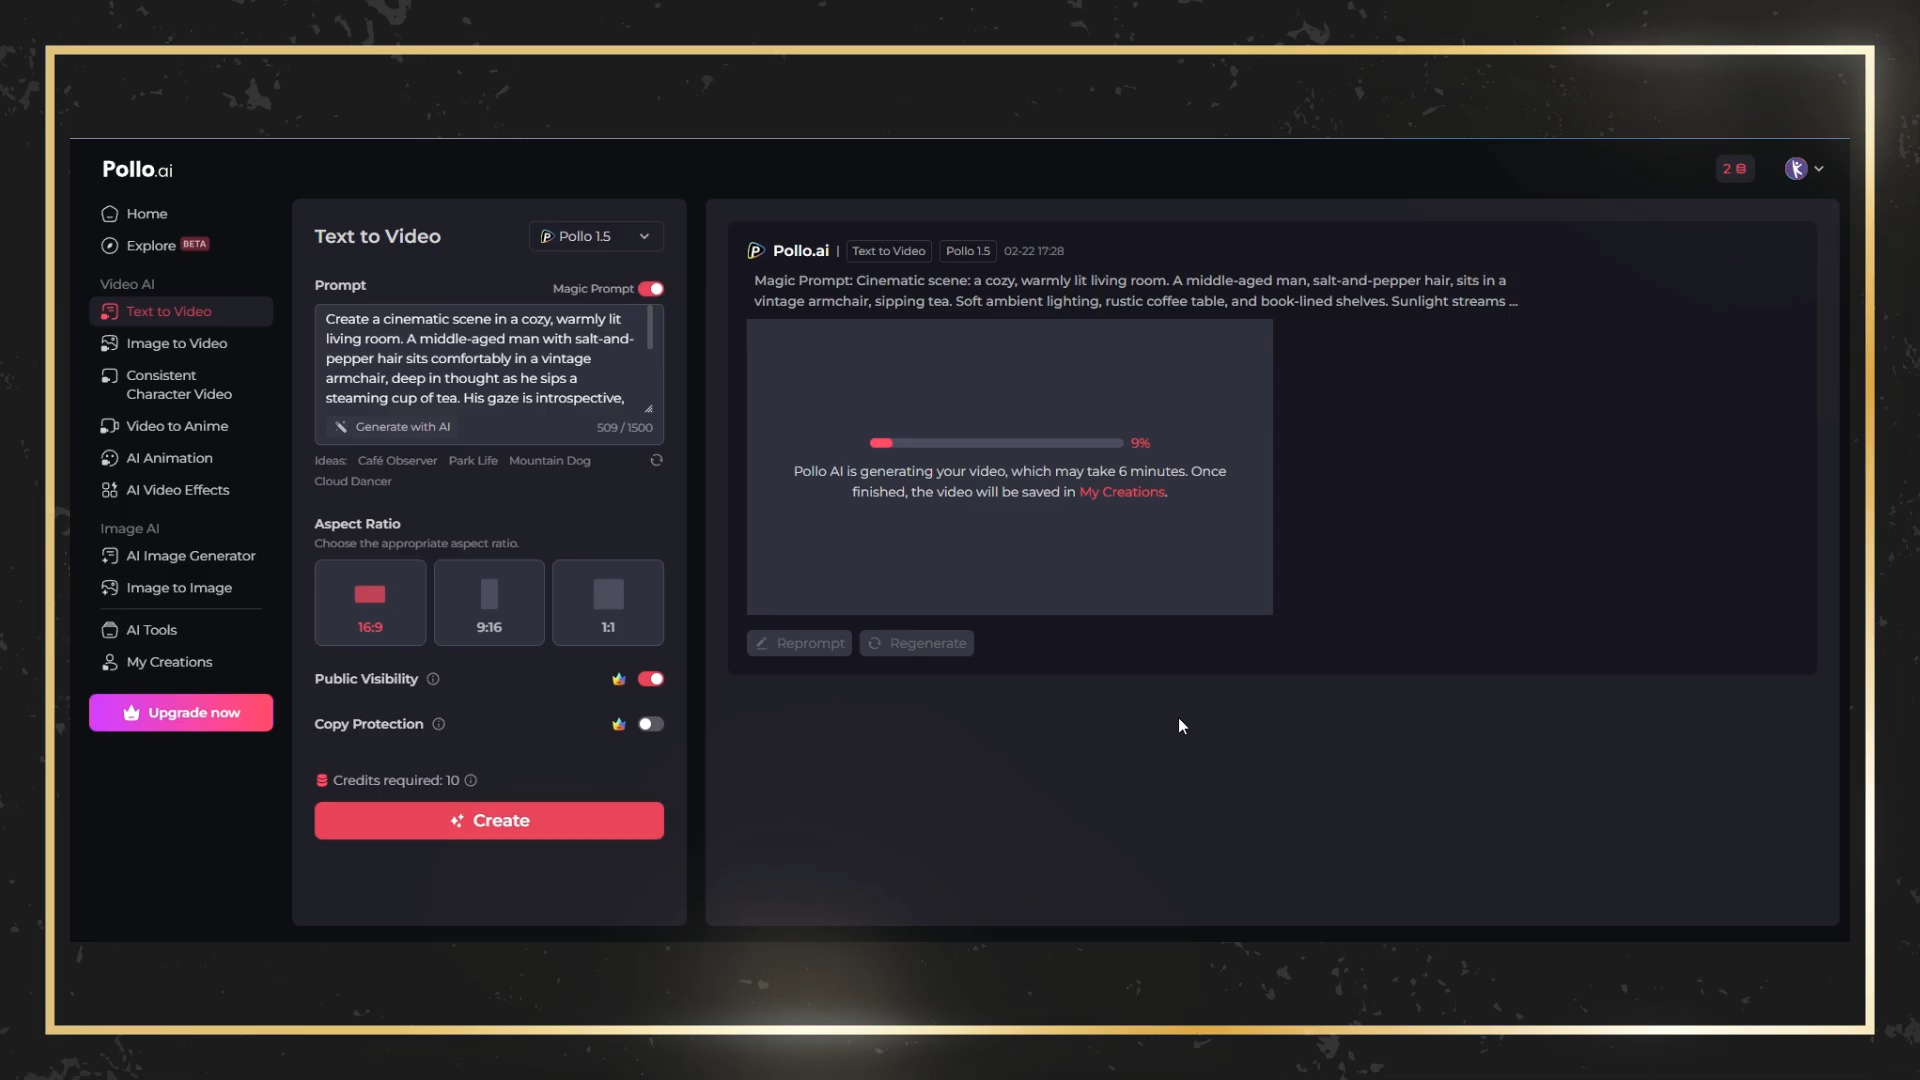 Pollo.ai
2
Home
Explore BETA
Video AI
Text to Video
Image to Video
Consistent
Character Video
Video to Anime
AI Animation
AI Video Effects
Image AI
AI Image Generator
Image to Image
AI Tools
My Creations
Upgrade now
Text to Video
Pollo 1.5
Prompt
Magic Prompt
Create a cinematic scene in a cozy, warmly lit
living room. A middle-aged man with salt-and-
pepper hair sits comfortably in a vintage
armchair, deep in thought as he sips a
steaming cup of tea. His gaze is introspective,
Generate with AI
509 / 1500
Ideas: Café Observer Park Life Mountain Dog
Cloud Dancer
Aspect Ratio
Choose the appropriate aspect ratio.
16:9
9:16
1:1
Public Visibility
Copy Protection
Credits required: 10
Create
Pollo.ai | Text to Video Pollo 1.5 02-22 17:28
Magic Prompt: Cinematic scene: a cozy, warmly lit living room. A middle-aged man, salt-and-pepper hair, sits in a
vintage armchair, sipping tea. Soft ambient lighting, rustic coffee table, and book-lined shelves. Sunlight streams ...
9%
Pollo AI is generating your video, which may take 6 minutes. Once
finished, the video will be saved in My Creations.
Reprompt
Regenerate